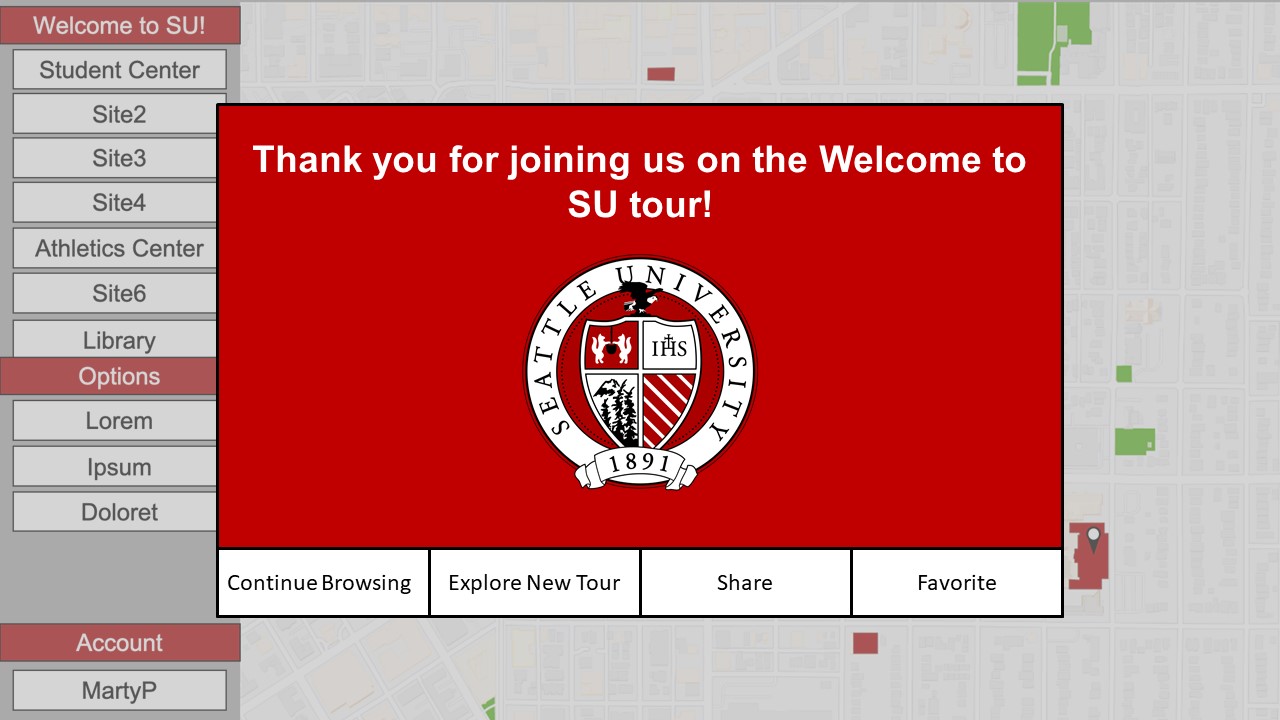 Welcome to SU!
Student Center
Site2
Site3
Site4
Athletics Center
Site6
Library
Options
Lorem
Ipsum
Doloret
Account
MartyP
Thank you for joining us on the Welcome to
SU tour!
SEATTLE UNIVERSITY
IHS
1891
Continue Browsing
Explore New Tour
Share
Favorite